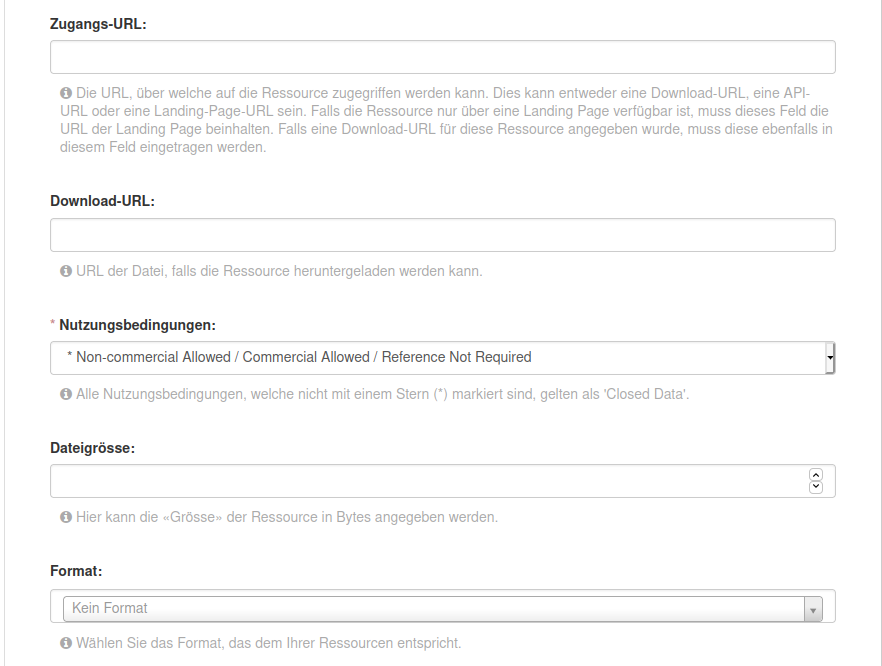 Zugangs-URL:
Die URL, über welche auf die Ressource zugegriffen werden kann. Dies kann entweder eine Download-URL, eine API-
URL oder eine Landing-Page-URL sein. Falls die Ressource nur über eine Landing Page verfügbar ist, muss dieses Feld die
URL der Landing Page beinhalten. Falls eine Download-URL für diese Ressource angegeben wurde, muss diese ebenfalls in
diesem Feld eingetragen werden.
Download-URL:
URL der Datei, falls die Ressource heruntergeladen werden kann.
* Nutzungsbedingungen:
* Non-commercial Allowed / Commercial Allowed / Reference Not Required
Alle Nutzungsbedingungen, welche nicht mit einem Stern (*) markiert sind, gelten als 'Closed Data'.
Dateigrösse:
Hier kann die «Grösse» der Ressource in Bytes angegeben werden.
Format:
Kein Format
Wählen Sie das Format, das dem Ihrer Ressourcen entspricht.